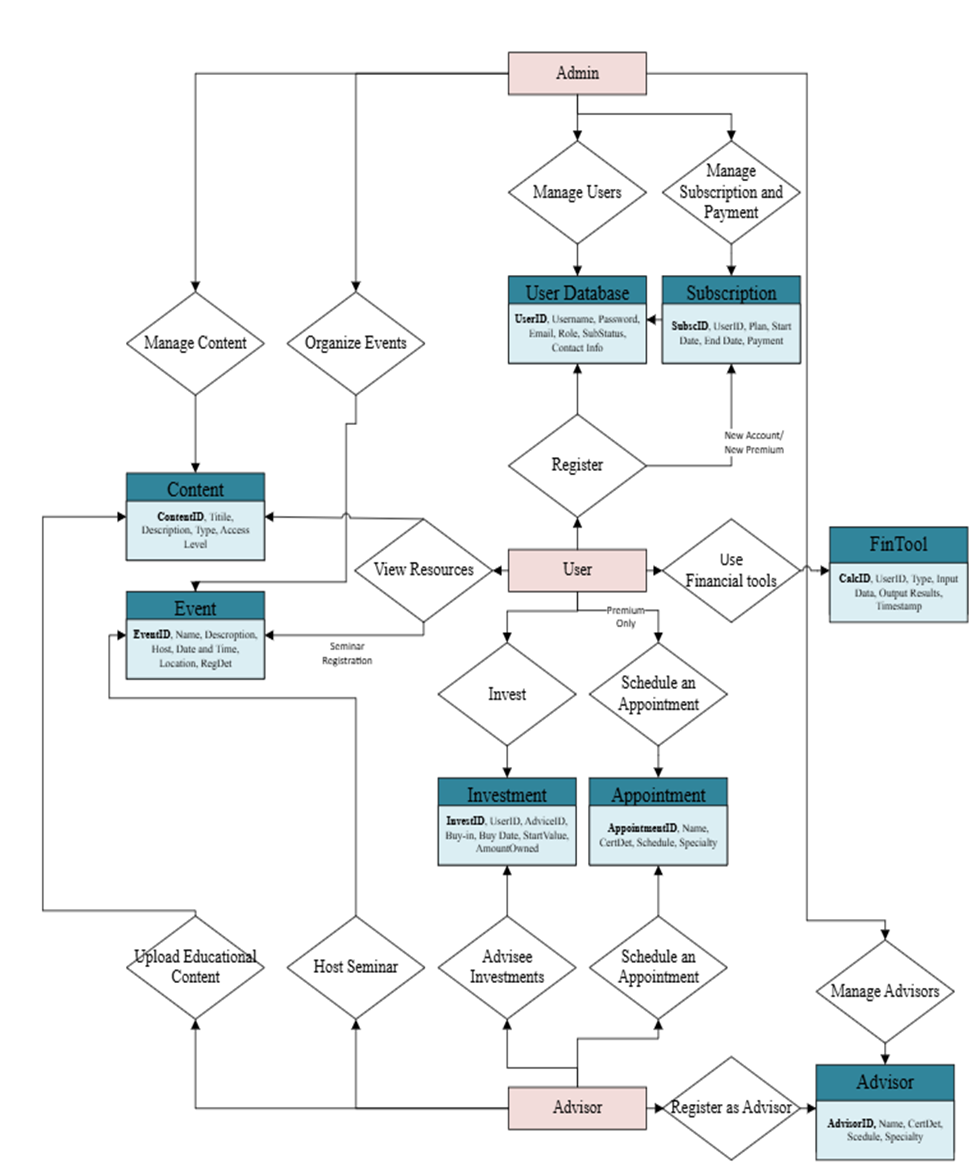 Admin
Manage Users
Manage
Subscription and
Payment
User Database
UserID, Username, Password,
Email, Role, SubStatus,
Contact Info
Subscription
SubscID, UserID, Plan, Start
Date, End Date, Payment
Manage Content
Organize Events
New Account/
New Premium
Register
Content
ContentID, Titile,
Description, Type, Access
Level
View Resources
User
Use
Financial tools
FinTool
CalcID, UserID, Type, Input
Data, Output Results,
Timestamp
Event
EventID, Name, Descroption,
Host, Date and Time,
Location, RegDet
Seminar
Registration
Premium
Only
Invest
Schedule an
Appointment
Investment
InvestID, UserID, AdviceID,
Buy-in, Buy Date, StartValue,
AmountOwned
Appointment
AppointmentID, Name,
CertDet, Schedule, Specialty
Upload Educational
Content
Host Seminar
Advisee
Investments
Schedule an
Appointment
Manage Advisors
Advisor
Register as Advisor
Advisor
AdvisorID, Name, CertDet,
Scedule, Specialty